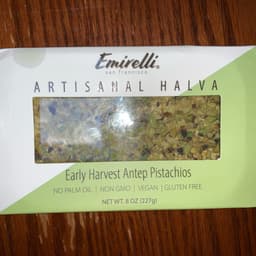 Emirelli
san francisco
ARTISANAL HALVA
Early Harvest Antep Pistachios
NO PALM OIL | NON GMO | VEGAN | GLUTEN FREE
NET WT. 8 OZ (227g)